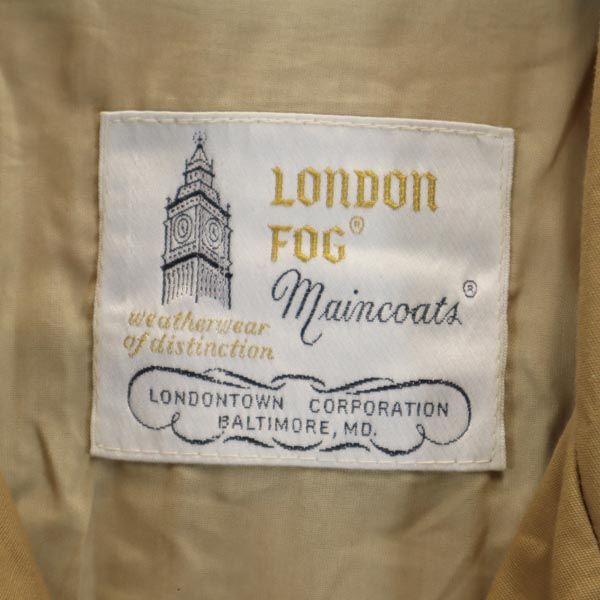 LONDON
FOG®
Maincoats®
weatherwear
of distinction
LONDONTOWN CORPORATION
BALTIMORE, MD.